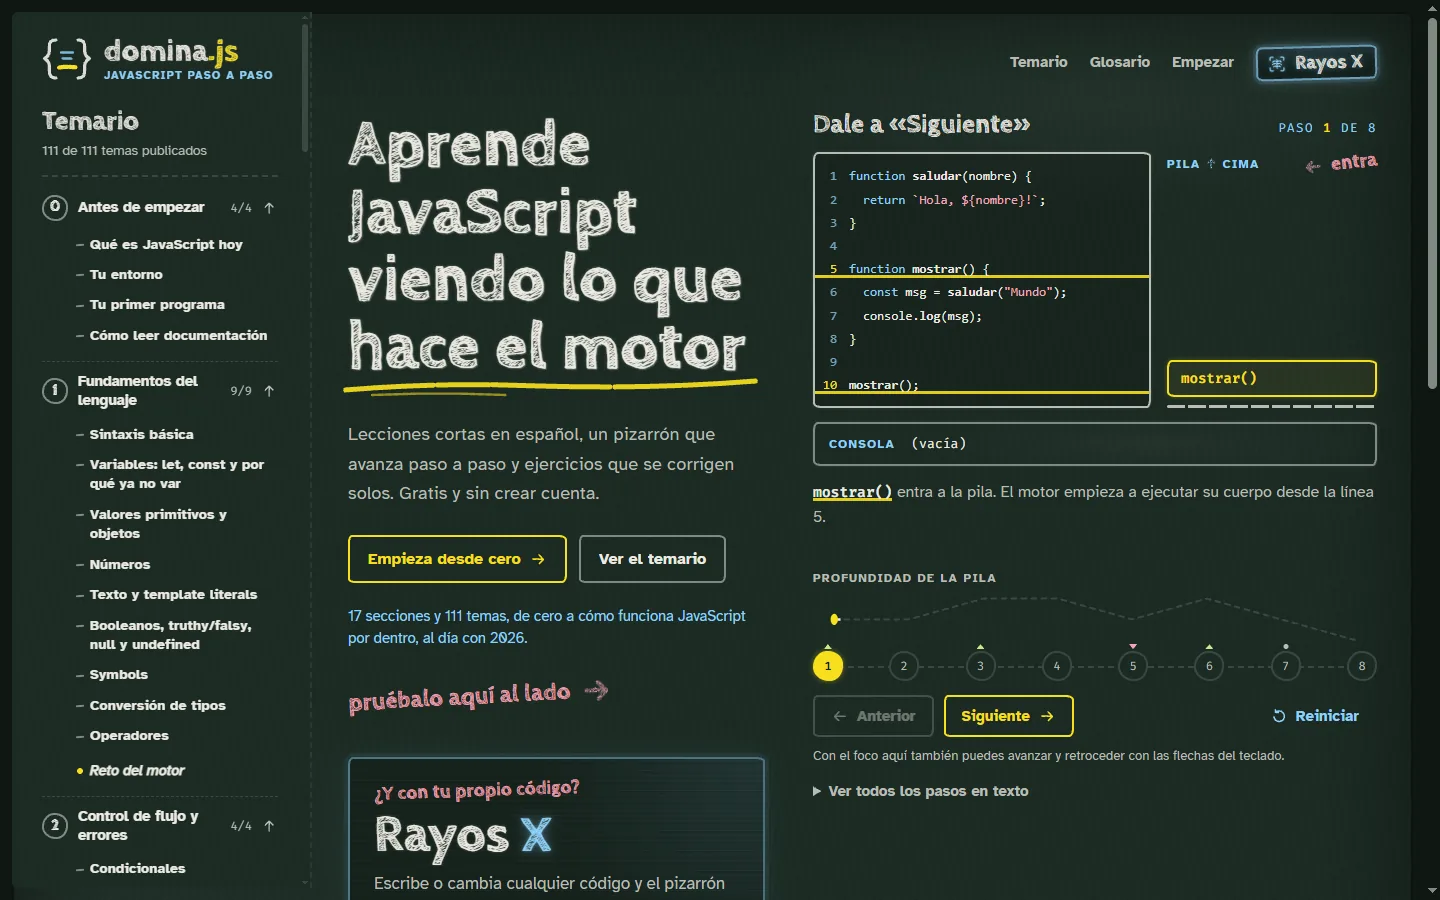 domina.js
JAVASCRIPT PASO A PASO
Temario
111 de 111 temas publicados
0 Antes de empezar 4/4 ↑
– Qué es JavaScript hoy
– Tu entorno
– Tu primer programa
– Cómo leer documentación
1 Fundamentos del
lenguaje 9/9 ↑
– Sintaxis básica
– Variables: let, const y por
qué ya no var
– Valores primitivos y
objetos
– Números
– Texto y template literals
– Booleanos, truthy/falsy,
null y undefined
– Symbols
– Conversión de tipos
– Operadores
• Reto del motor
2 Control de flujo y
errores 4/4 ↑
– Condicionales
Temario Glosario Empezar Rayos X
Aprende
JavaScript
viendo lo que
hace el motor
Lecciones cortas en español, un pizarrón que
avanza paso a paso y ejercicios que se corrigen
solos. Gratis y sin crear cuenta.
Empieza desde cero →
Ver el temario
17 secciones y 111 temas, de cero a cómo funciona JavaScript
por dentro, al día con 2026.
pruébalo aquí al lado →
¿Y con tu propio código?
Rayos X
Escribe o cambia cualquier código y el pizarrón
Dale a «Siguiente»
PASO 1 DE 8
1 function saludar(nombre) {
2 return `Hola, ${nombre}!`;
3 }
4
5 function mostrar() {
6 const msg = saludar("Mundo");
7 console.log(msg);
8 }
9
10 mostrar();
PILA ↑ CIMA
← entra
mostrar()
CONSOLA (vacía)
mostrar() entra a la pila. El motor empieza a ejecutar su cuerpo desde la línea
5.
PROFUNDIDAD DE LA PILA
1 2 3 4 5 6 7 8
← Anterior
Siguiente →
Reiniciar
Con el foco aquí también puedes avanzar y retroceder con las flechas del teclado.
▶ Ver todos los pasos en texto